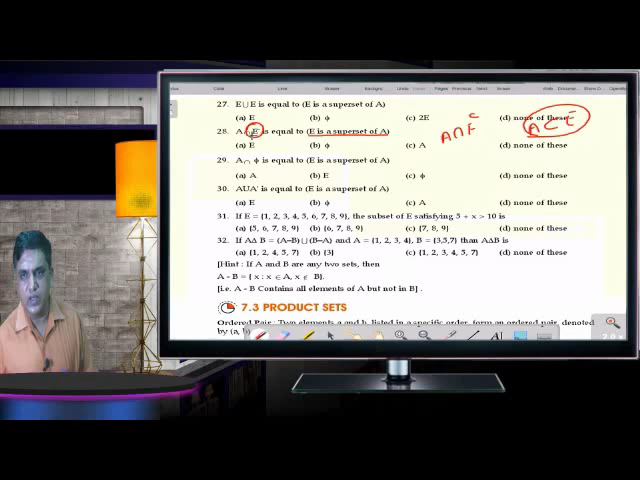 27. E∪E is equal to (E is a superset of A)
(a) E (b) ϕ (c) 2E (d) none of these
28. A∩E is equal to (E is a superset of A)
(a) E (b) ϕ (c) A (d) none of these
29. A∩ ϕ is equal to (E is a superset of A)
(a) A (b) E (c) ϕ (d) none of these
30. A∪A' is equal to (E is a superset of A)
(a) E (b) ϕ (c) A (d) none of these
31. If E = {1, 2, 3, 4, 5, 6, 7, 8, 9}, the subset of E satisfying 5 + x > 10 is
(a) {5, 6, 7, 8, 9} (b) {6, 7, 8, 9} (c) {7, 8, 9} (d) none of these
32. If AΔB = (A–B)∪(B–A) and A = {1, 2, 3, 4}, B = {3,5,7} than AΔB is
(a) {1, 2, 4, 5, 7} (b) {3} (c) {1, 2, 3, 4, 5, 7} (d) none of these
[Hint : If A and B are any two sets, then
A - B = { x : x ∈ A, x ∉ B}.
[i.e. A - B Contains all elements of A but not in B] .
7.3 PRODUCT SETS
Ordered Pair : Two elements a and b, listed in a specific order, form an ordered pair, denoted
by (a, b)